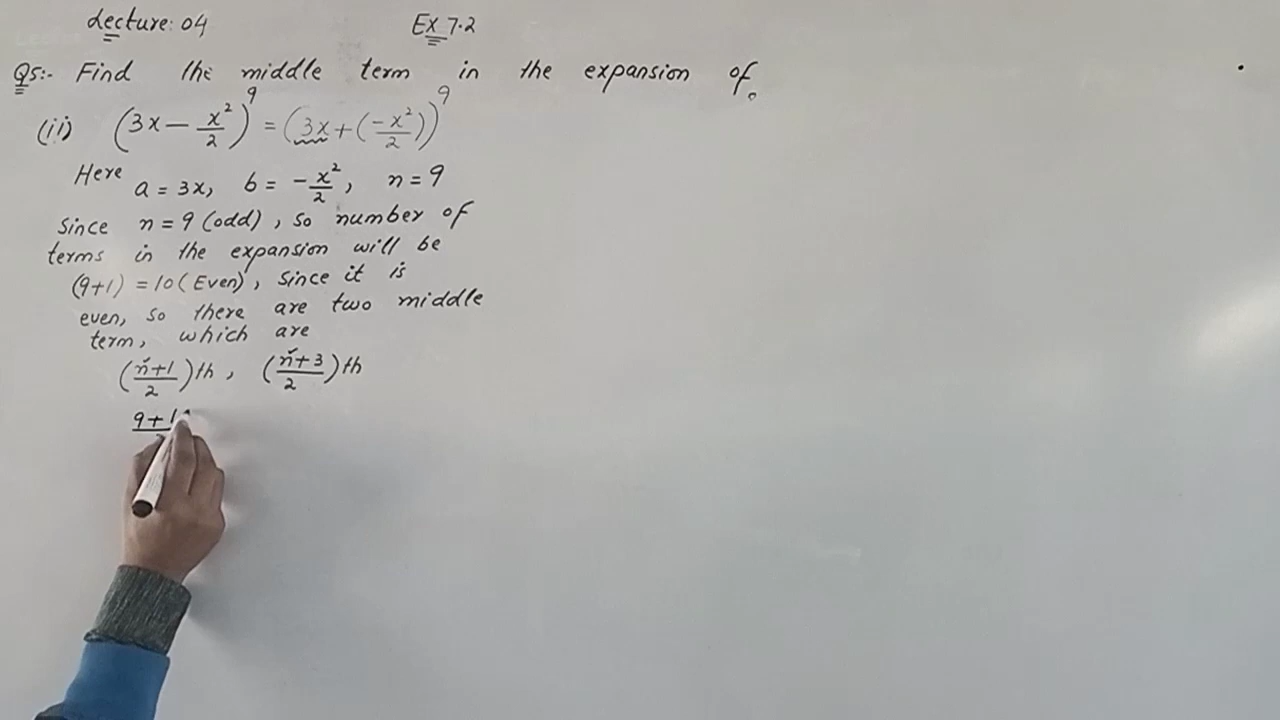 Lecture: 04 Ex 7.2
Q5:- Find the middle term in the expansion of.
(ii) (3x - x²/2)⁹ = (3x + (-x²/2))⁹
Here a = 3x, b = -x²/2, n = 9
Since n = 9 (odd), so number of
terms in the expansion will be
(9+1) = 10 (Even), since it is
even, so there are two middle
term, which are
(n+1/2)th, (n+3/2)th
9+1